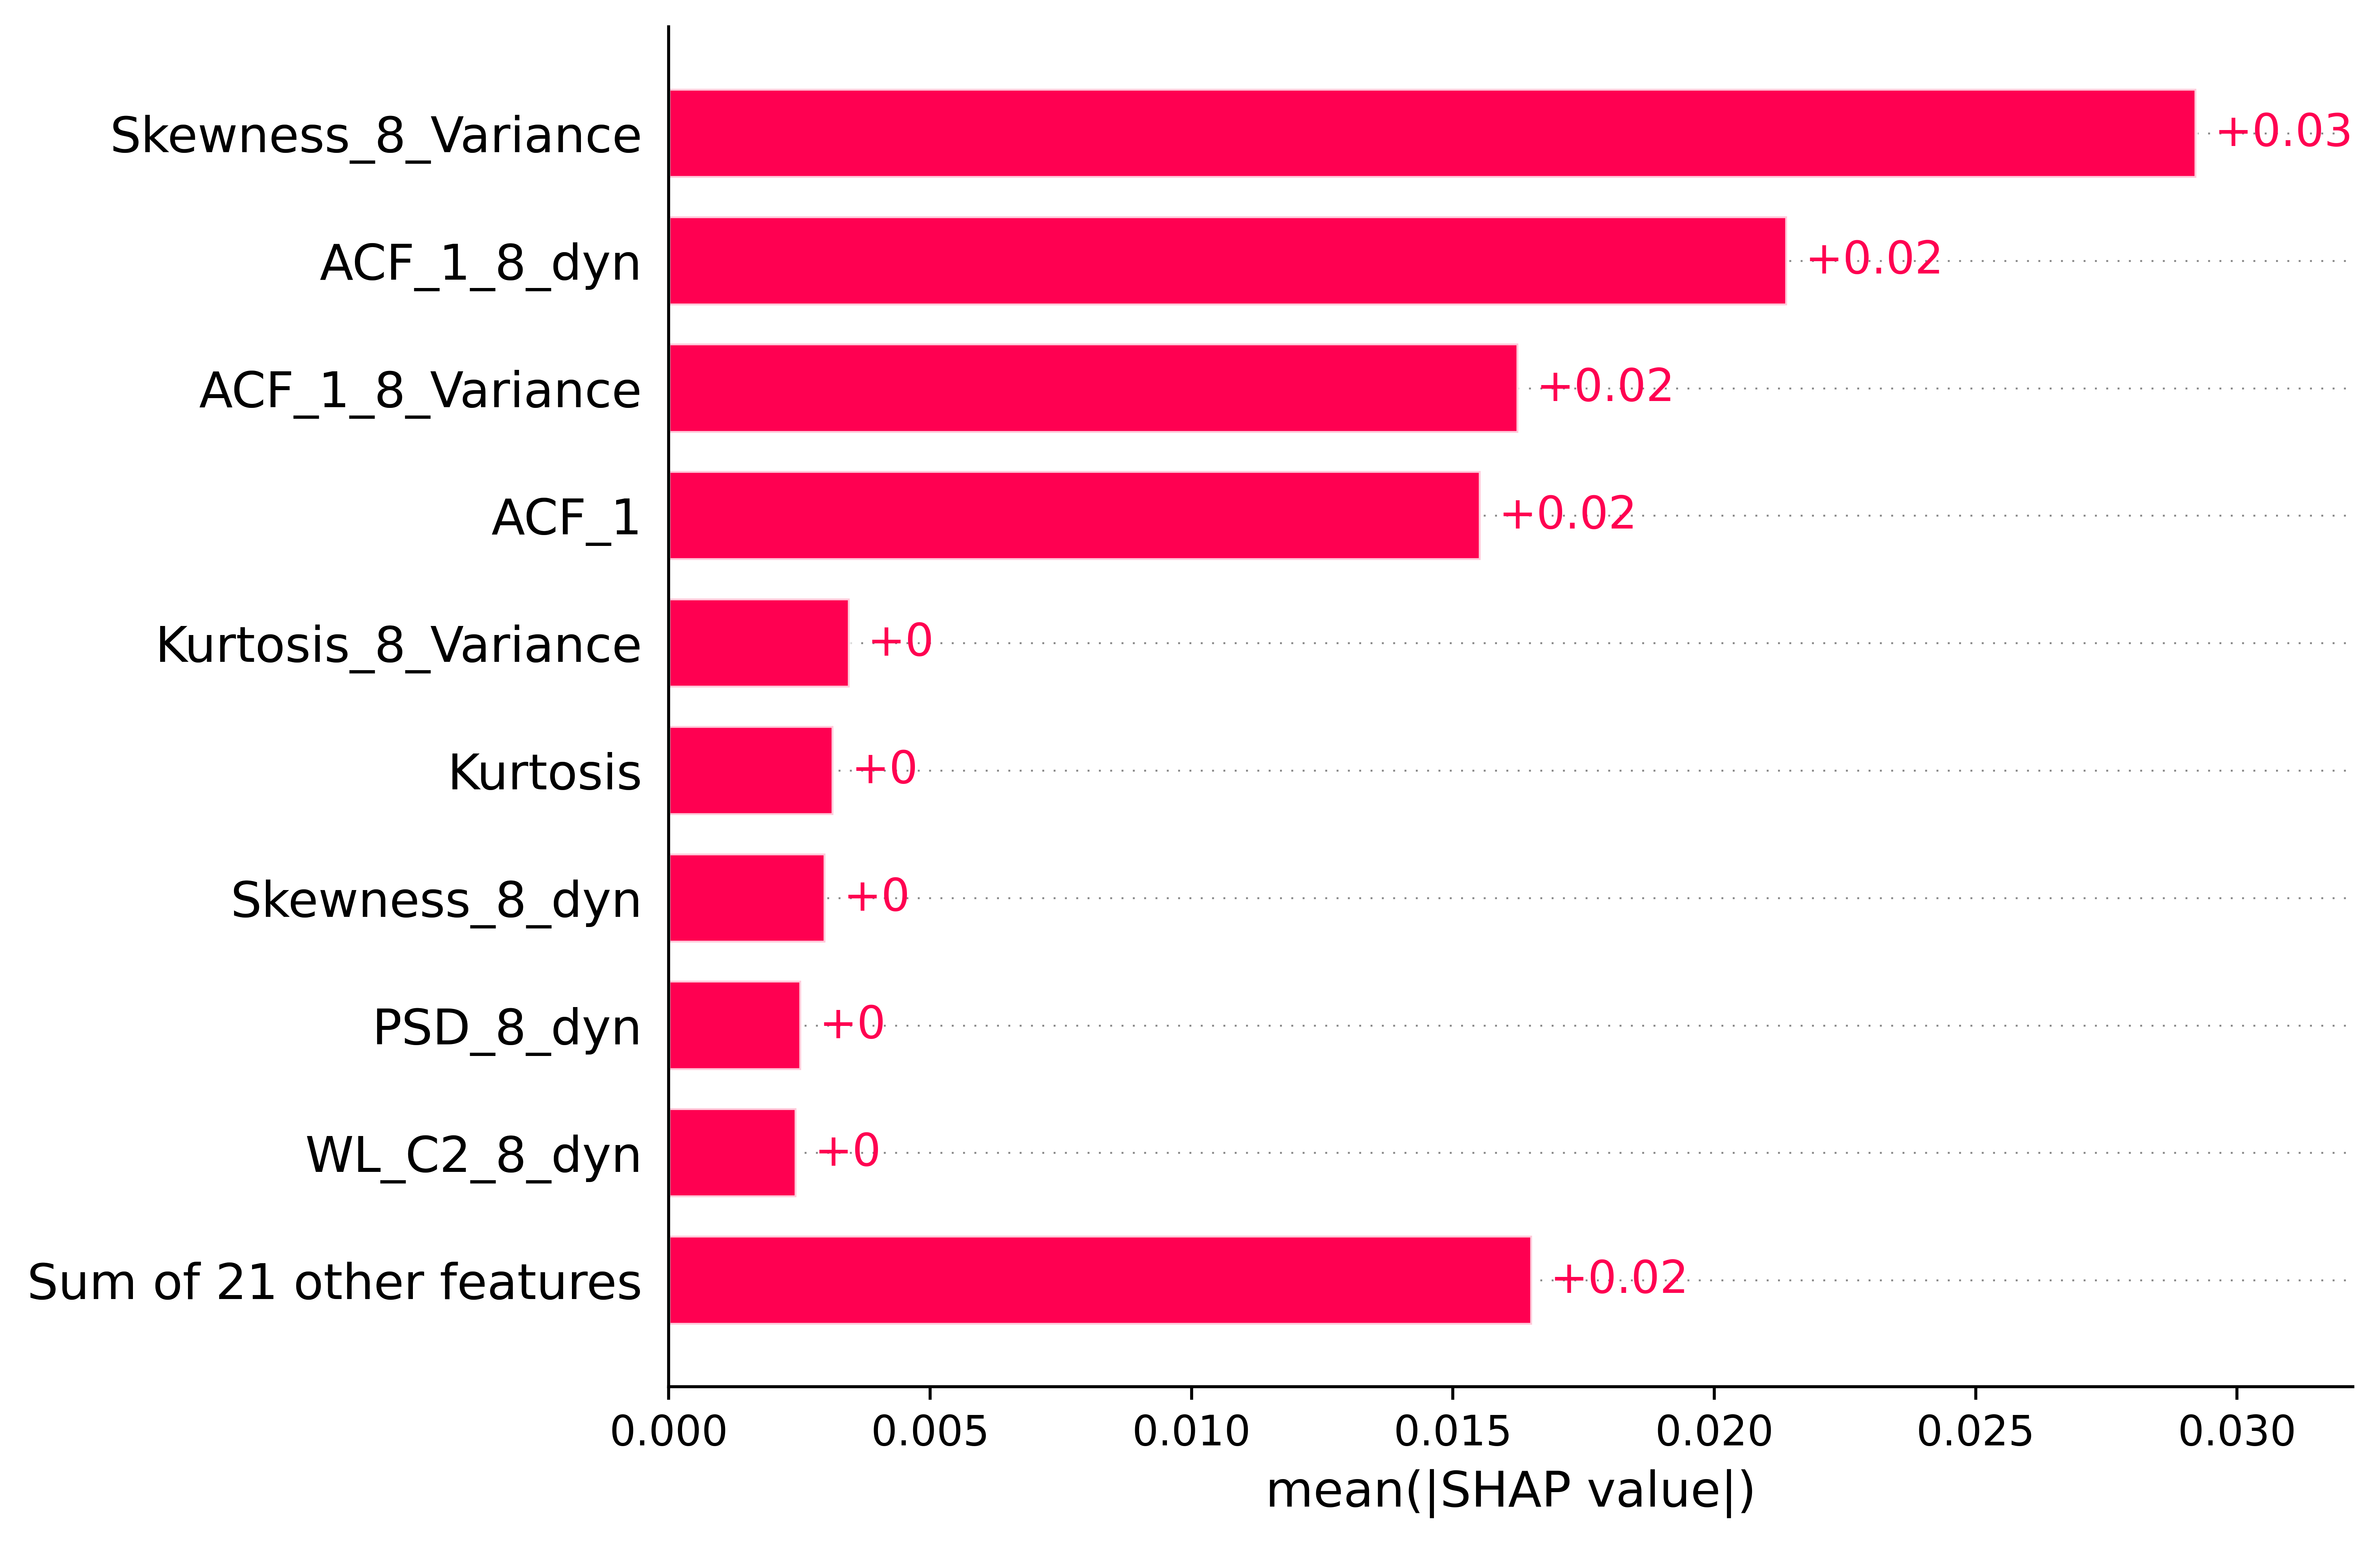 Skewness_8_Variance +0.03
ACF_1_8_dyn +0.02
ACF_1_8_Variance +0.02
ACF_1 +0.02
Kurtosis_8_Variance +0
Kurtosis +0
Skewness_8_dyn +0
PSD_8_dyn +0
WL_C2_8_dyn +0
Sum of 21 other features +0.02
0.000 0.005 0.010 0.015 0.020 0.025 0.030
mean(|SHAP value|)